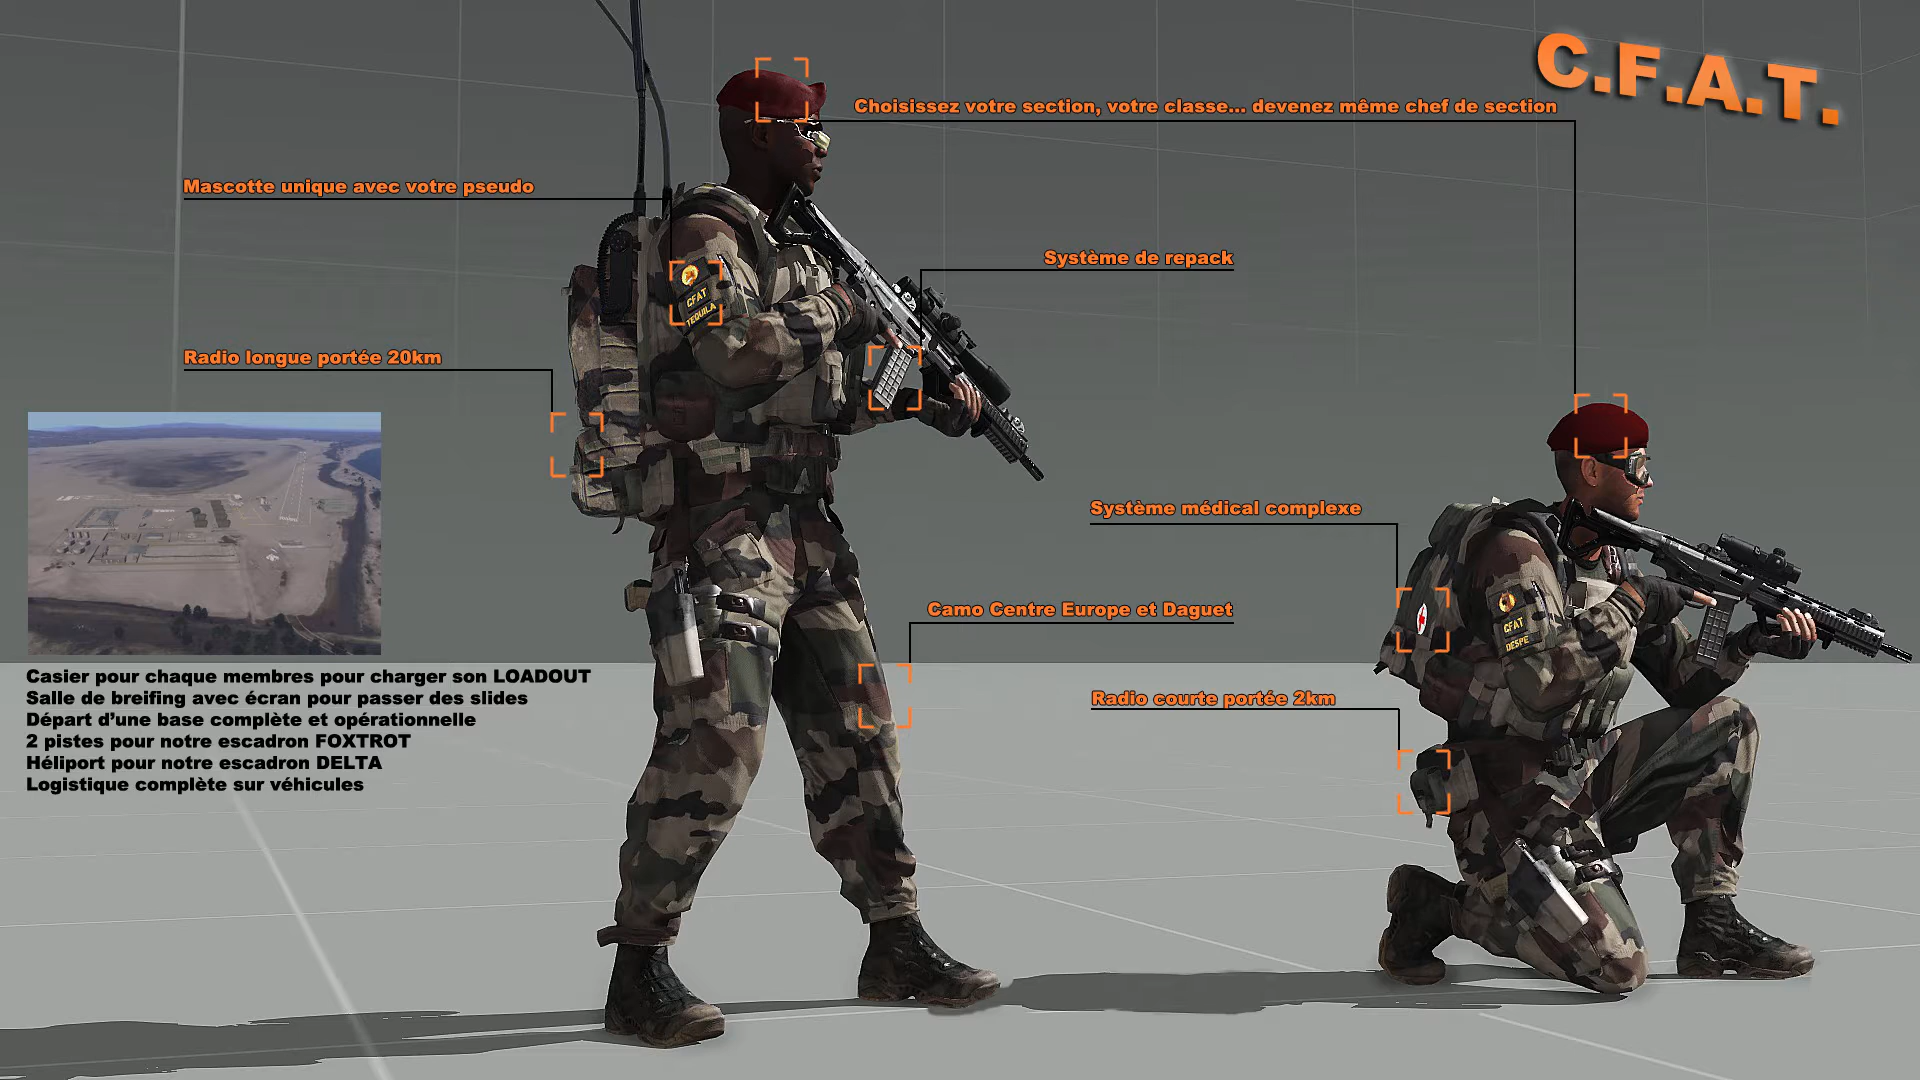 C.F.A.T.
Choisissez votre section, votre classe... devenez même chef de section
Mascotte unique avec votre pseudo
Système de repack
CFAT
TEQUILA
Radio longue portée 20km
Système médical complexe
Camo Centre Europe et Daguet
CFAT
DESPE
Radio courte portée 2km
Casier pour chaque membres pour charger son LOADOUT
Salle de breifing avec écran pour passer des slides
Départ d'une base complète et opérationnelle
2 pistes pour notre escadron FOXTROT
Héliport pour notre escadron DELTA
Logistique complète sur véhicules